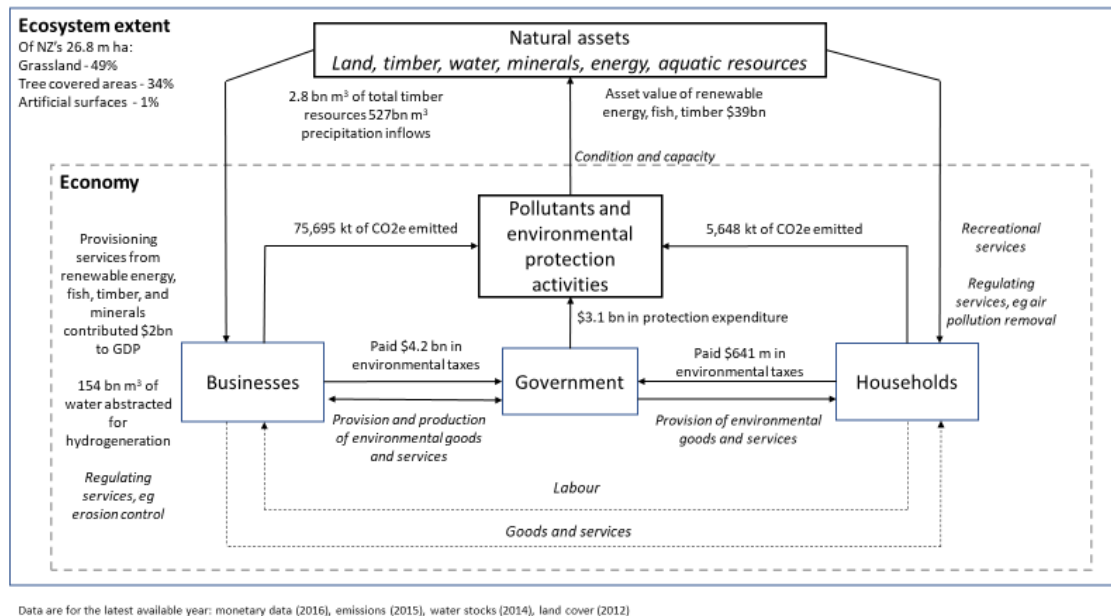 Ecosystem extent
Of NZ's 26.8 m ha:
Grassland - 49%
Tree covered areas - 34%
Artificial surfaces - 1%
Natural assets
Land, timber, water, minerals, energy, aquatic resources
2.8 bn m³ of total timber
resources 527bn m³
precipitation inflows
Asset value of renewable
energy, fish, timber $39bn
Condition and capacity
Economy
Provisioning
services from
renewable energy,
fish, timber, and
minerals
contributed $2bn
to GDP
154 bn m³ of
water abstracted
for
hydrogeneration
Regulating
services, eg
erosion control
75,695 kt of CO2e emitted
Pollutants and
environmental
protection
activities
5,648 kt of CO2e emitted
Recreational
services
Regulating
services, eg air
pollution removal
$3.1 bn in protection expenditure
Businesses
Paid $4.2 bn in
environmental taxes
Government
Paid $641 m in
environmental taxes
Households
Provision and production
of environmental goods
and services
Provision of environmental
goods and services
Labour
Goods and services
Data are for the latest available year: monetary data (2016), emissions (2015), water stocks (2014), land cover (2012)